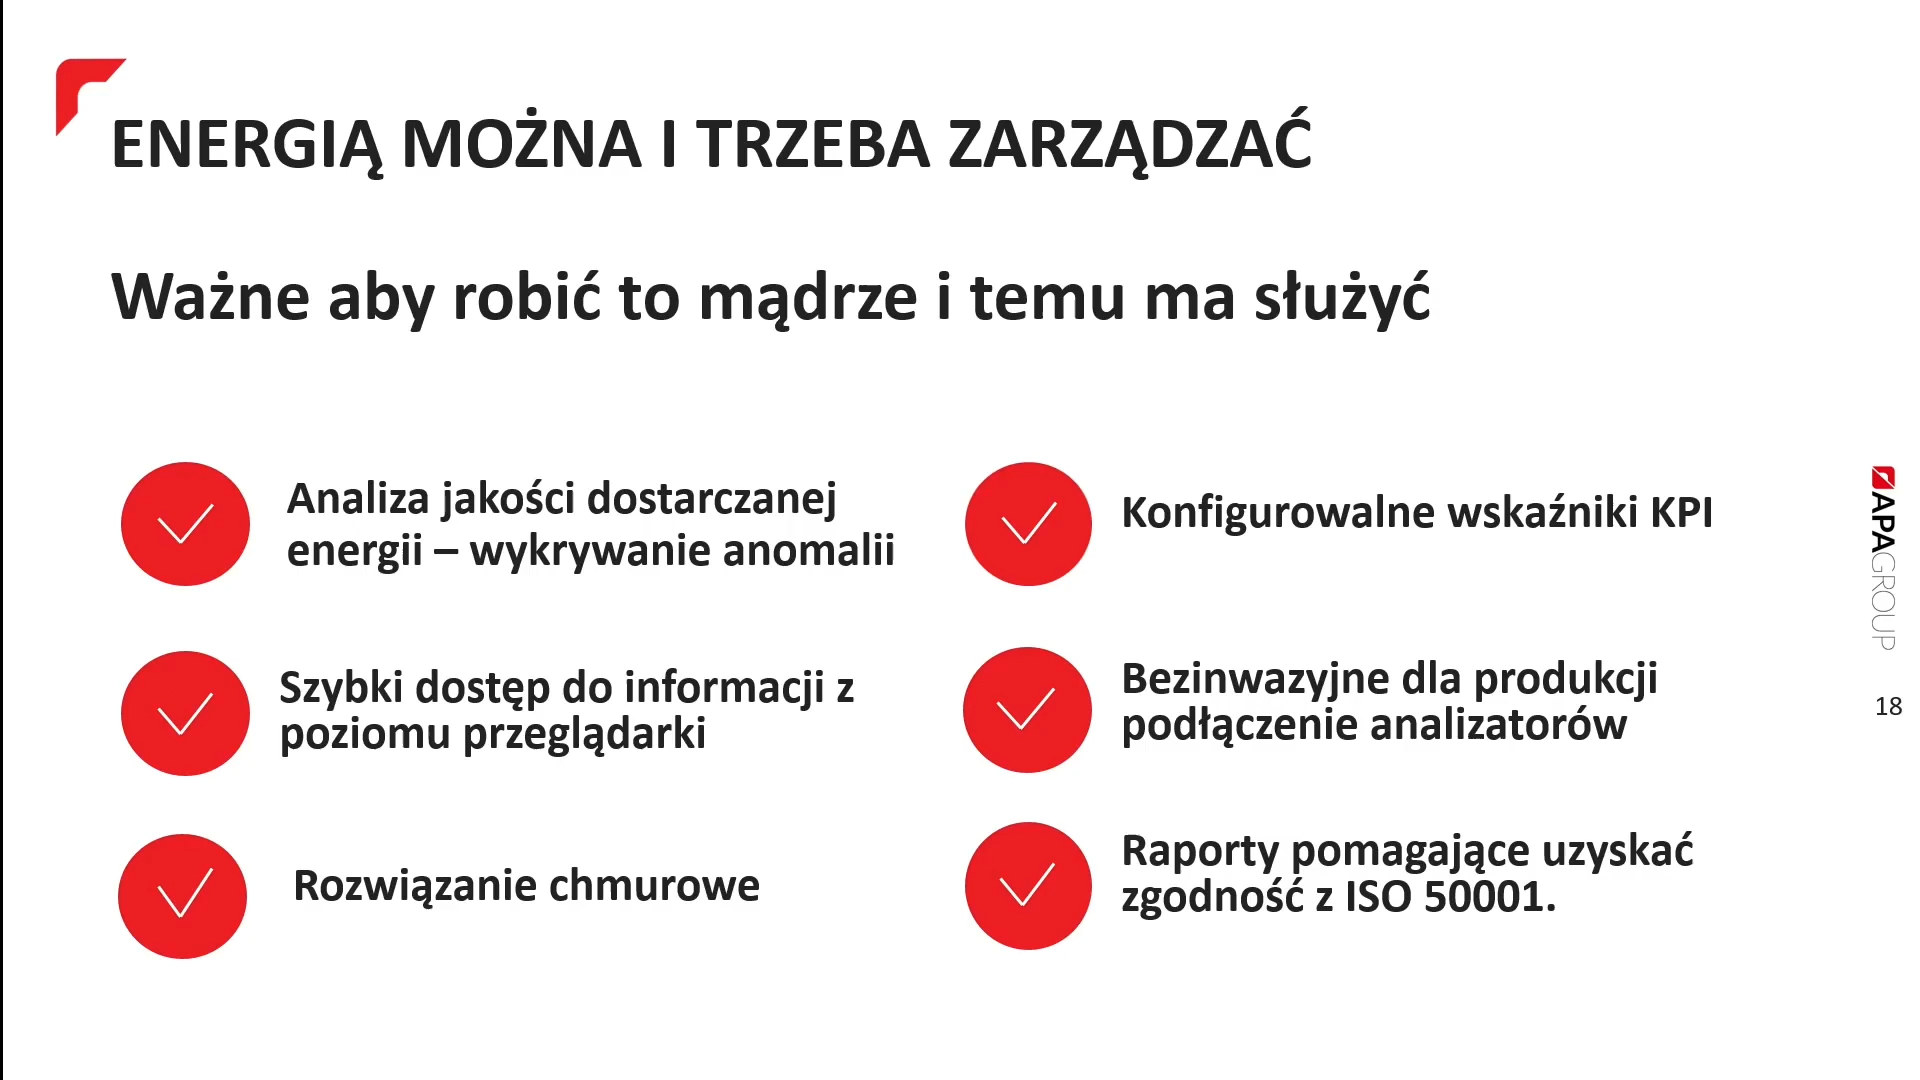 ENERGIĄ MOŻNA I TRZEBA ZARZĄDZAĆ
Ważne aby robić to mądrze i temu ma służyć
Analiza jakości dostarczanej
energii – wykrywanie anomalii
Szybki dostęp do informacji z
poziomu przeglądarki
Rozwiązanie chmurowe
Konfigurowalne wskaźniki KPI
Bezinwazyjne dla produkcji
podłączenie analizatorów
Raporty pomagające uzyskać
zgodność z ISO 50001.
APAGROUP
18